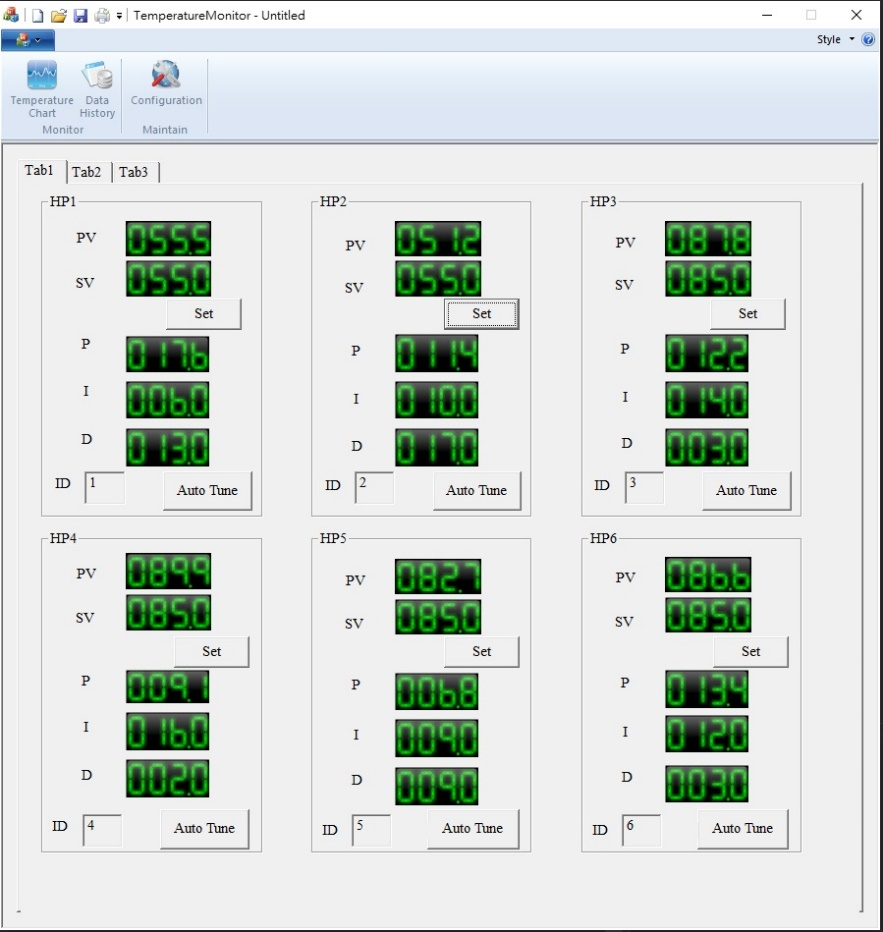 TemperatureMonitor - Untitled
Style
Temperature Chart
Data History
Configuration
Monitor
Maintain
Tab1 Tab2 Tab3
HP1
PV 055.5
SV 055.0
Set
P 017.6
I 006.0
D 013.0
ID 1 Auto Tune
HP2
PV 051.2
SV 055.0
Set
P 011.4
I 010.0
D 017.0
ID 2 Auto Tune
HP3
PV 087.8
SV 085.0
Set
P 012.2
I 014.0
D 003.0
ID 3 Auto Tune
HP4
PV 089.9
SV 085.0
Set
P 009.1
I 016.0
D 002.0
ID 4 Auto Tune
HP5
PV 082.7
SV 085.0
Set
P 006.8
I 009.0
D 009.0
ID 5 Auto Tune
HP6
PV 086.6
SV 085.0
Set
P 013.4
I 012.0
D 003.0
ID 6 Auto Tune